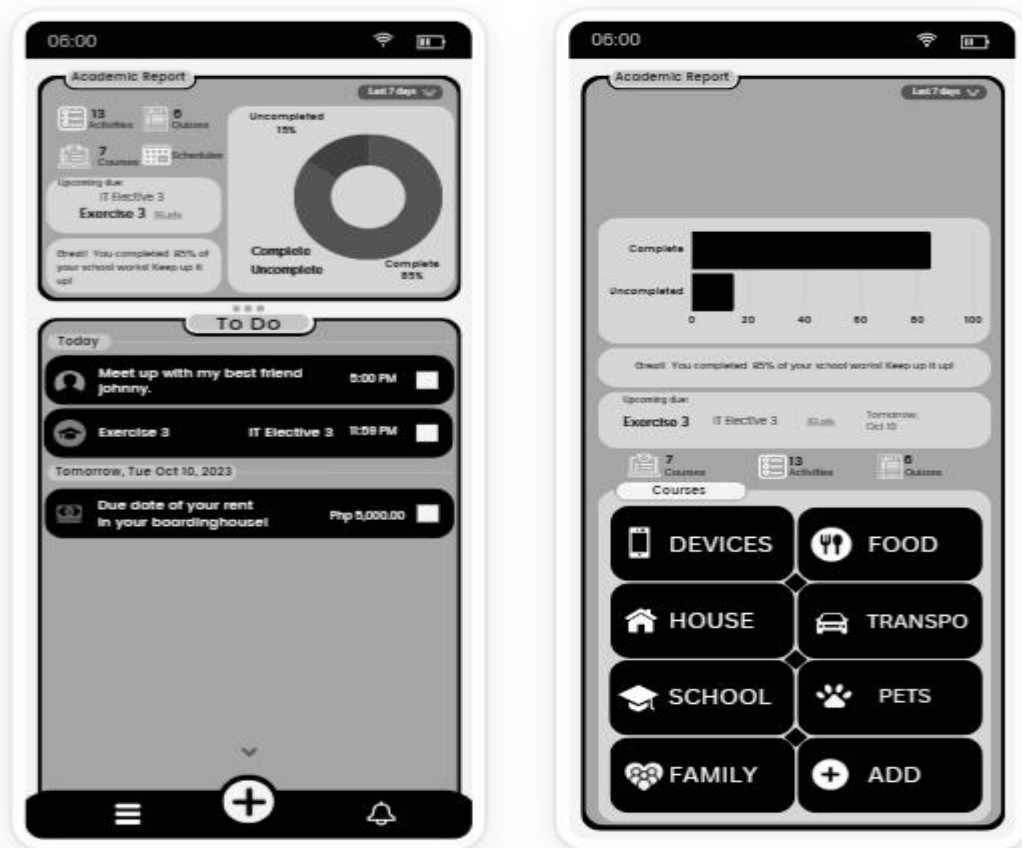 06:00
Academic Report
Last 7 days
13
Activities
6
Quizzes
7
Courses
Schedules
Upcoming due:
IT Elective 3
Exercise 3
Great! You completed 85% of
your school works! Keep up it
up!
Uncompleted
15%
Complete
Uncomplete
Complete
85%
To Do
Today
Meet up with my best friend
johnny.
5:00 PM
Exercise 3
IT Elective 3
11:59 PM
Tomorrow, Tue Oct 10, 2023
Due date of your rent
in your boardinghouse!
Php 5,000.00
06:00
Academic Report
Last 7 days
Complete
Uncompleted
0 20 40 60 80 100
Great! You completed 85% of your school works! Keep up it up!
Upcoming due:
Exercise 3
IT Elective 3
Tomorrow,
Oct 10
7
Courses
13
Activities
6
Quizzes
Courses
DEVICES
FOOD
HOUSE
TRANSPO
SCHOOL
PETS
FAMILY
ADD